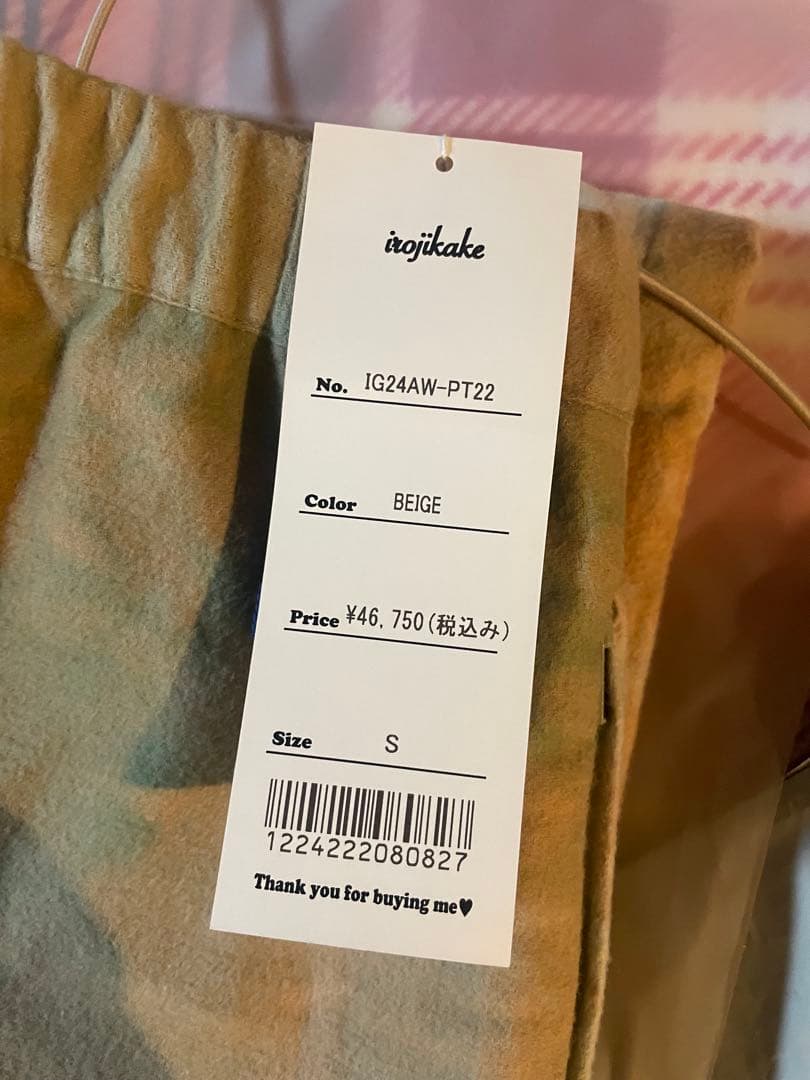 irojikake
No. IG24AW-PT22
Color BEIGE
Price ¥46,750(税込み)
Size S
1224222080827
Thank you for buying me♥